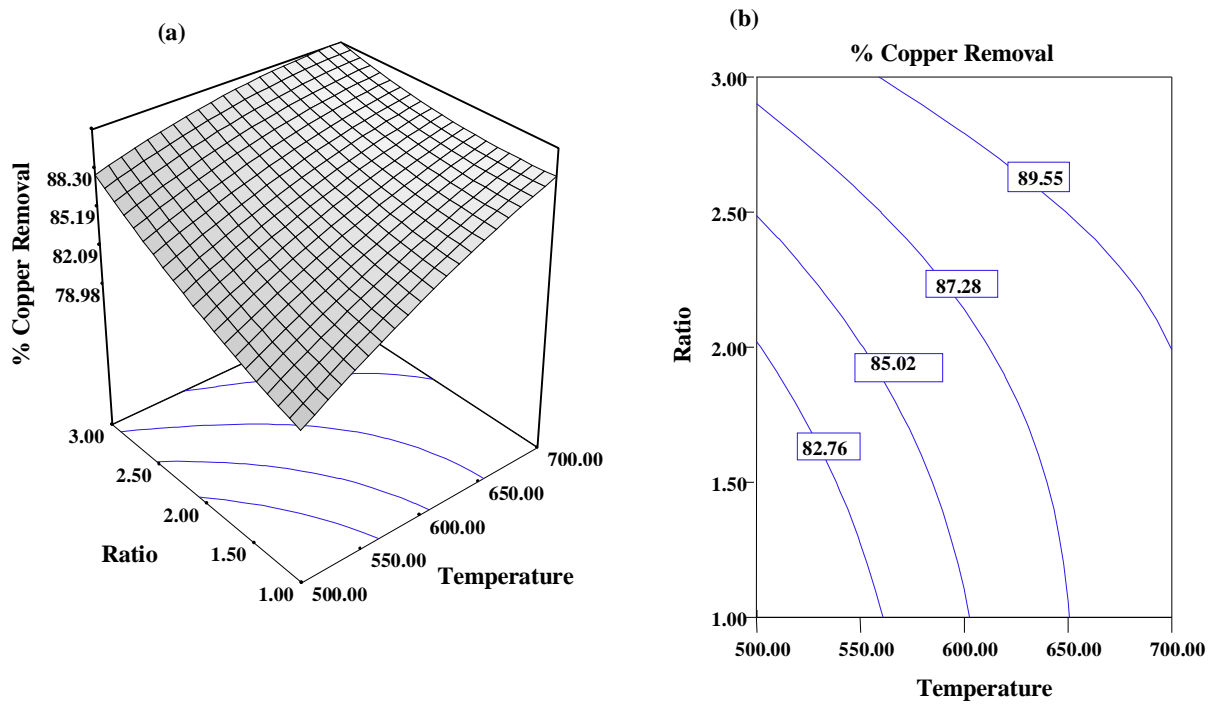 (a)
% Copper Removal
88.30
85.19
82.09
78.98
3.00
2.50
2.00
1.50
1.00
Ratio
500.00
550.00
600.00
650.00
700.00
Temperature
(b)
% Copper Removal
3.00
2.50
2.00
1.50
1.00
Ratio
89.55
87.28
85.02
82.76
500.00 550.00 600.00 650.00 700.00
Temperature